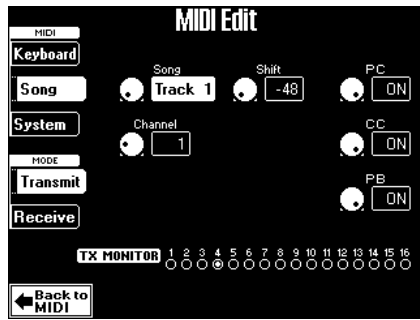 MIDI Edit
MIDI
Keyboard
Song
System
MODE
Transmit
Receive
Song
Track 1
Shift
-48
PC
ON
Channel
1
CC
ON
PB
ON
TX MONITOR 1 2 3 4 5 6 7 8 9 10 11 12 13 14 15 16
Back to
MIDI